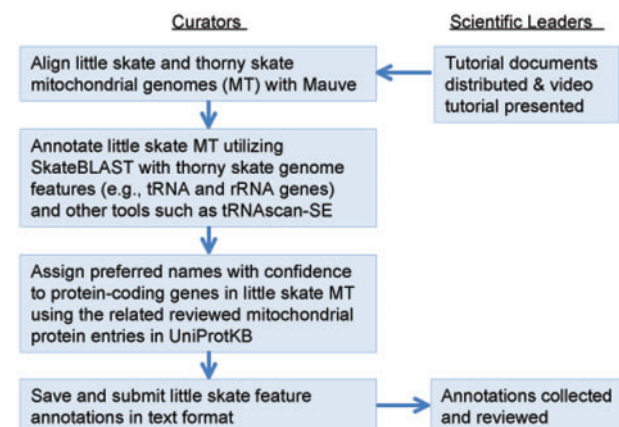 Curators
Scientific Leaders
Align little skate and thorny skate
mitochondrial genomes (MT) with Mauve
Tutorial documents
distributed & video
tutorial presented
Annotate little skate MT utilizing
SkateBLAST with thorny skate genome
features (e.g., tRNA and rRNA genes)
and other tools such as tRNAscan-SE
Assign preferred names with confidence
to protein-coding genes in little skate MT
using the related reviewed mitochondrial
protein entries in UniProtKB
Save and submit little skate feature
annotations in text format
Annotations collected
and reviewed